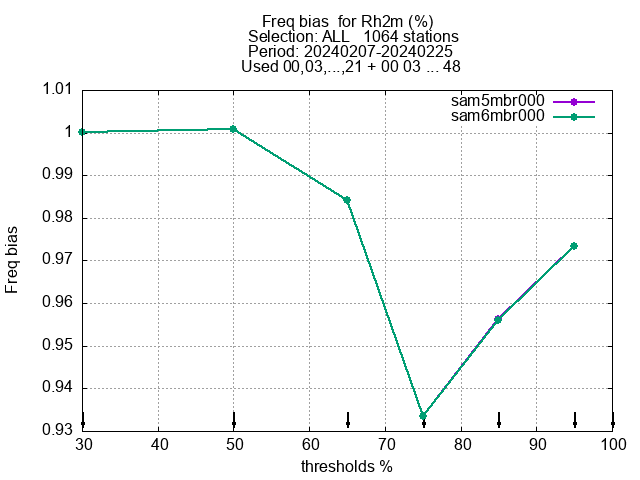 Freq bias  for Rh2m (%)
Selection: ALL   1064 stations
Period: 20240207-20240225
Used 00,03,...,21 + 00 03 ... 48
sam5mbr000
sam6mbr000
1.01
1
0.99
0.98
0.97
0.96
0.95
0.94
0.93
Freq bias
30 40 50 60 70 80 90 100
thresholds %